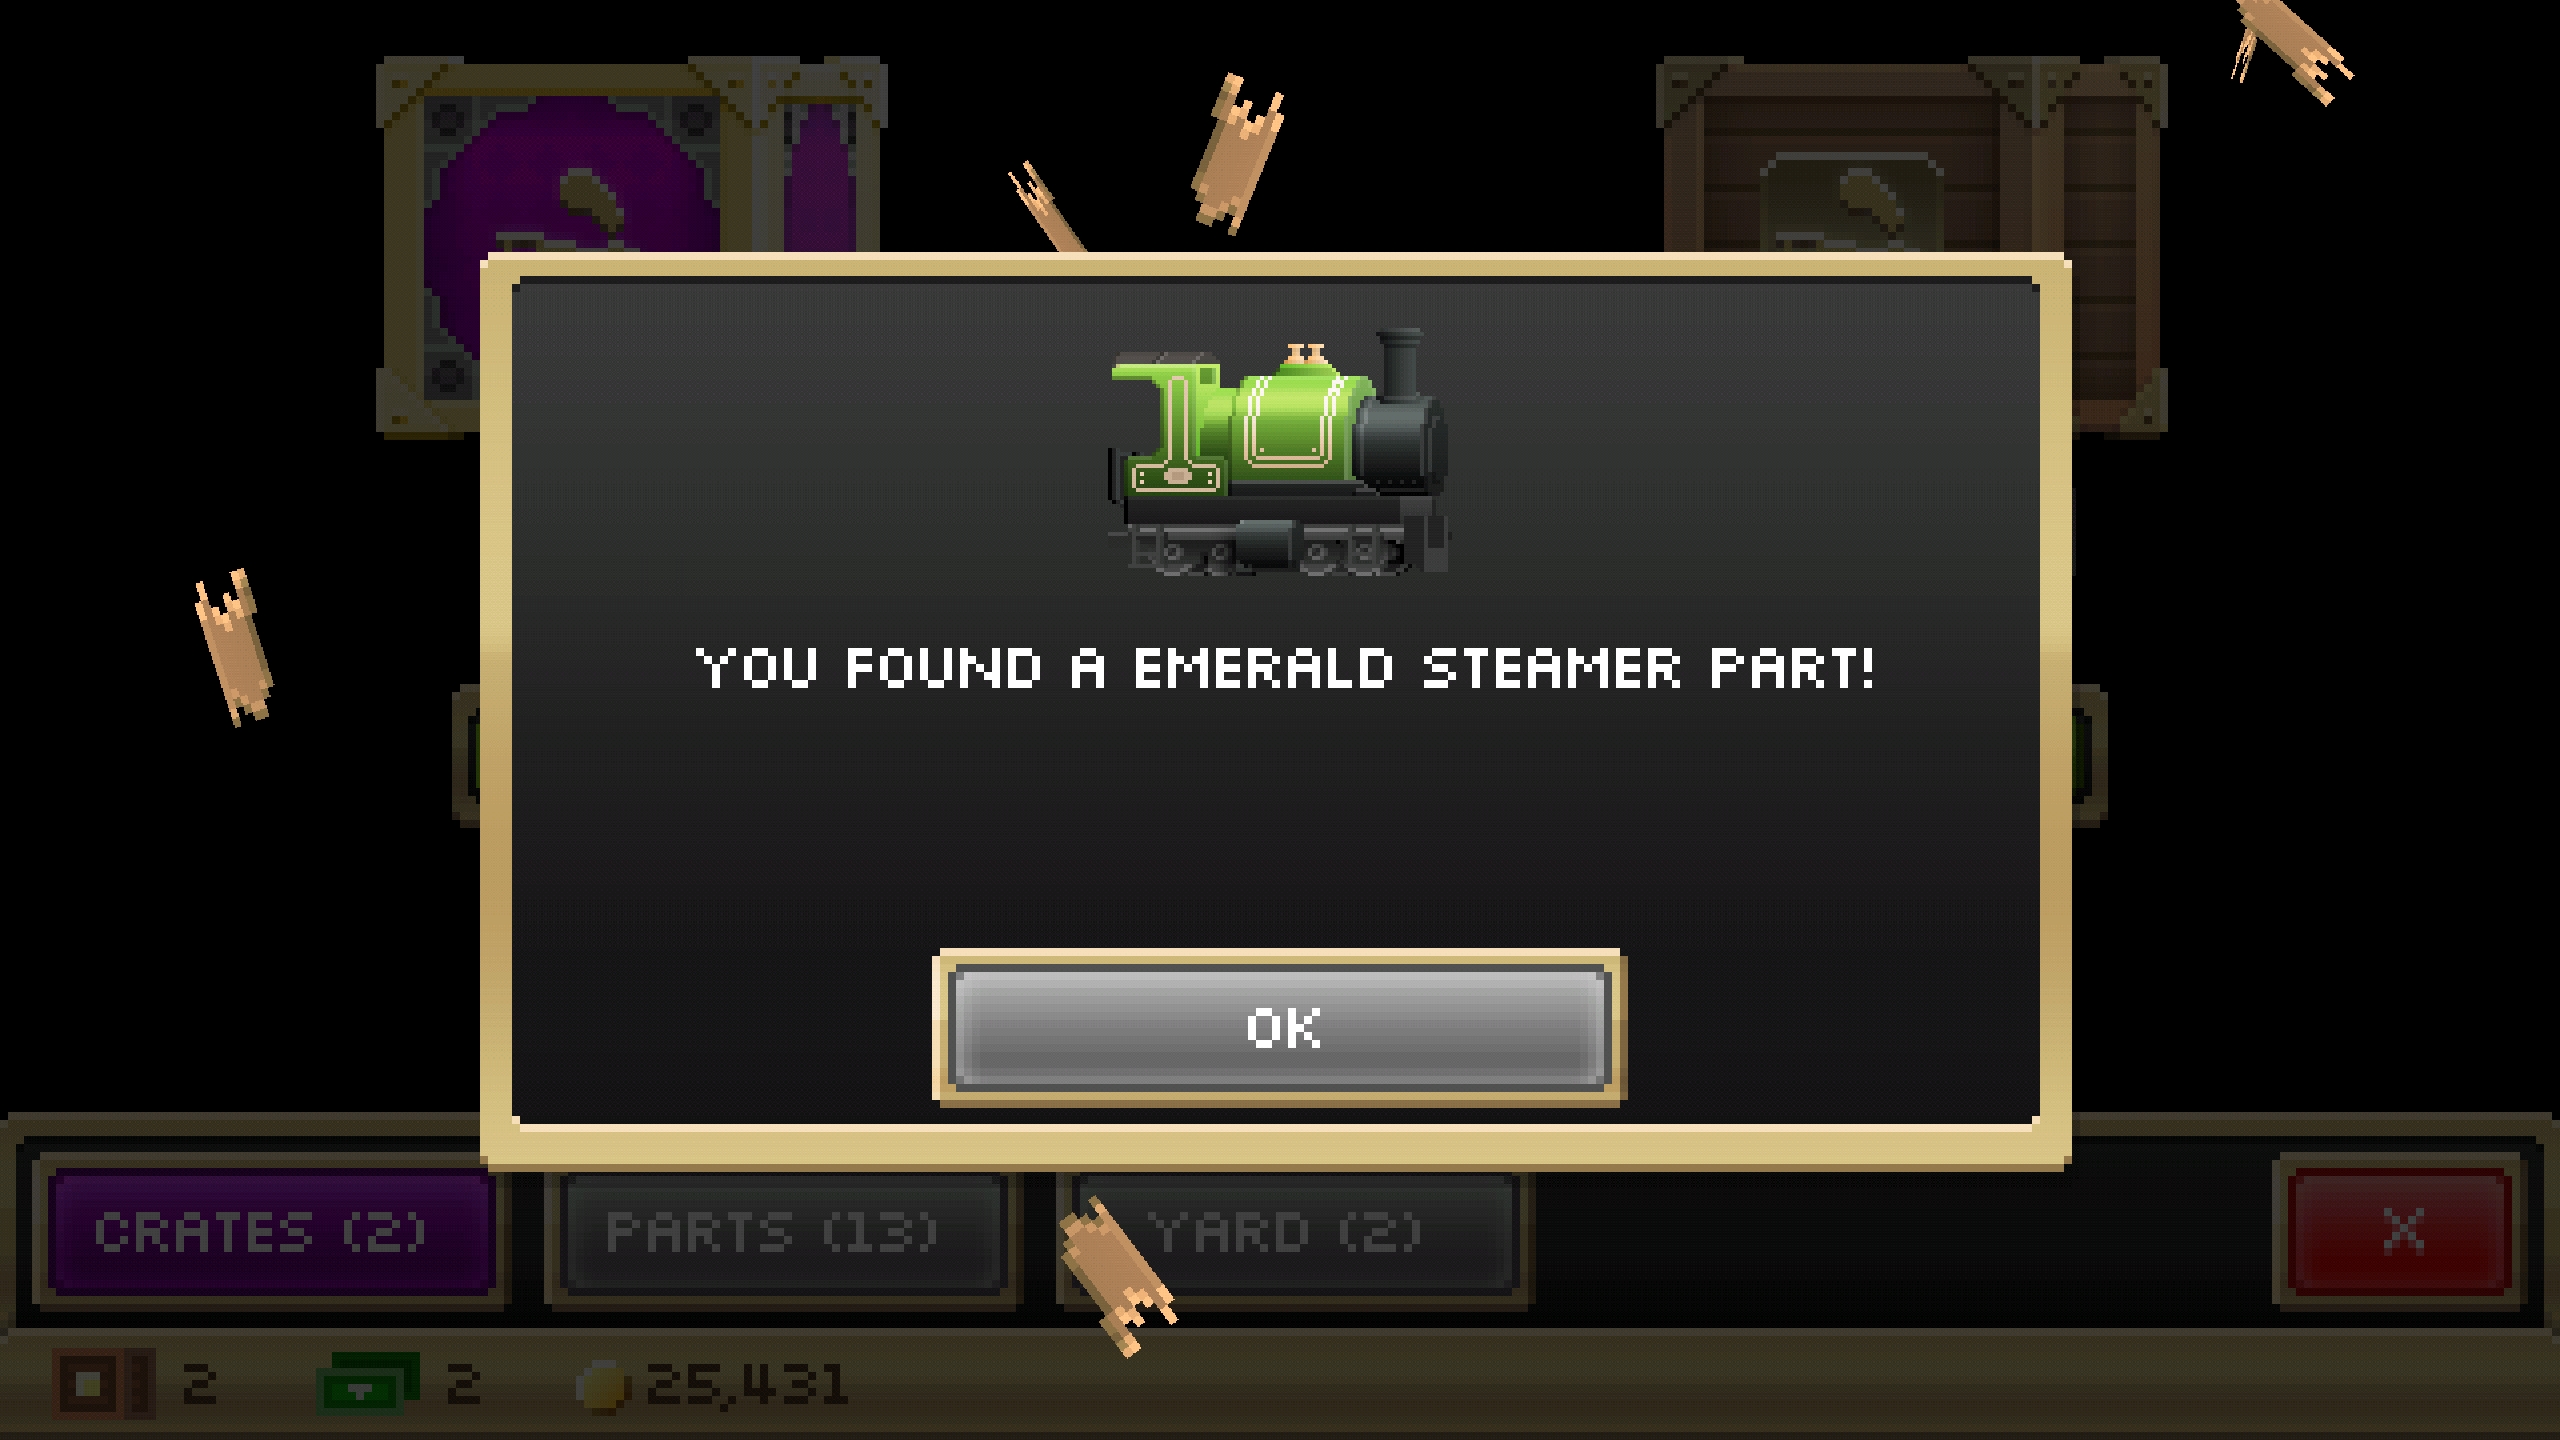 YOU FOUND A EMERALD STEAMER PART!
OK
CRATES (2)
PARTS (13)
YARD (2)
X
2
2
25,431